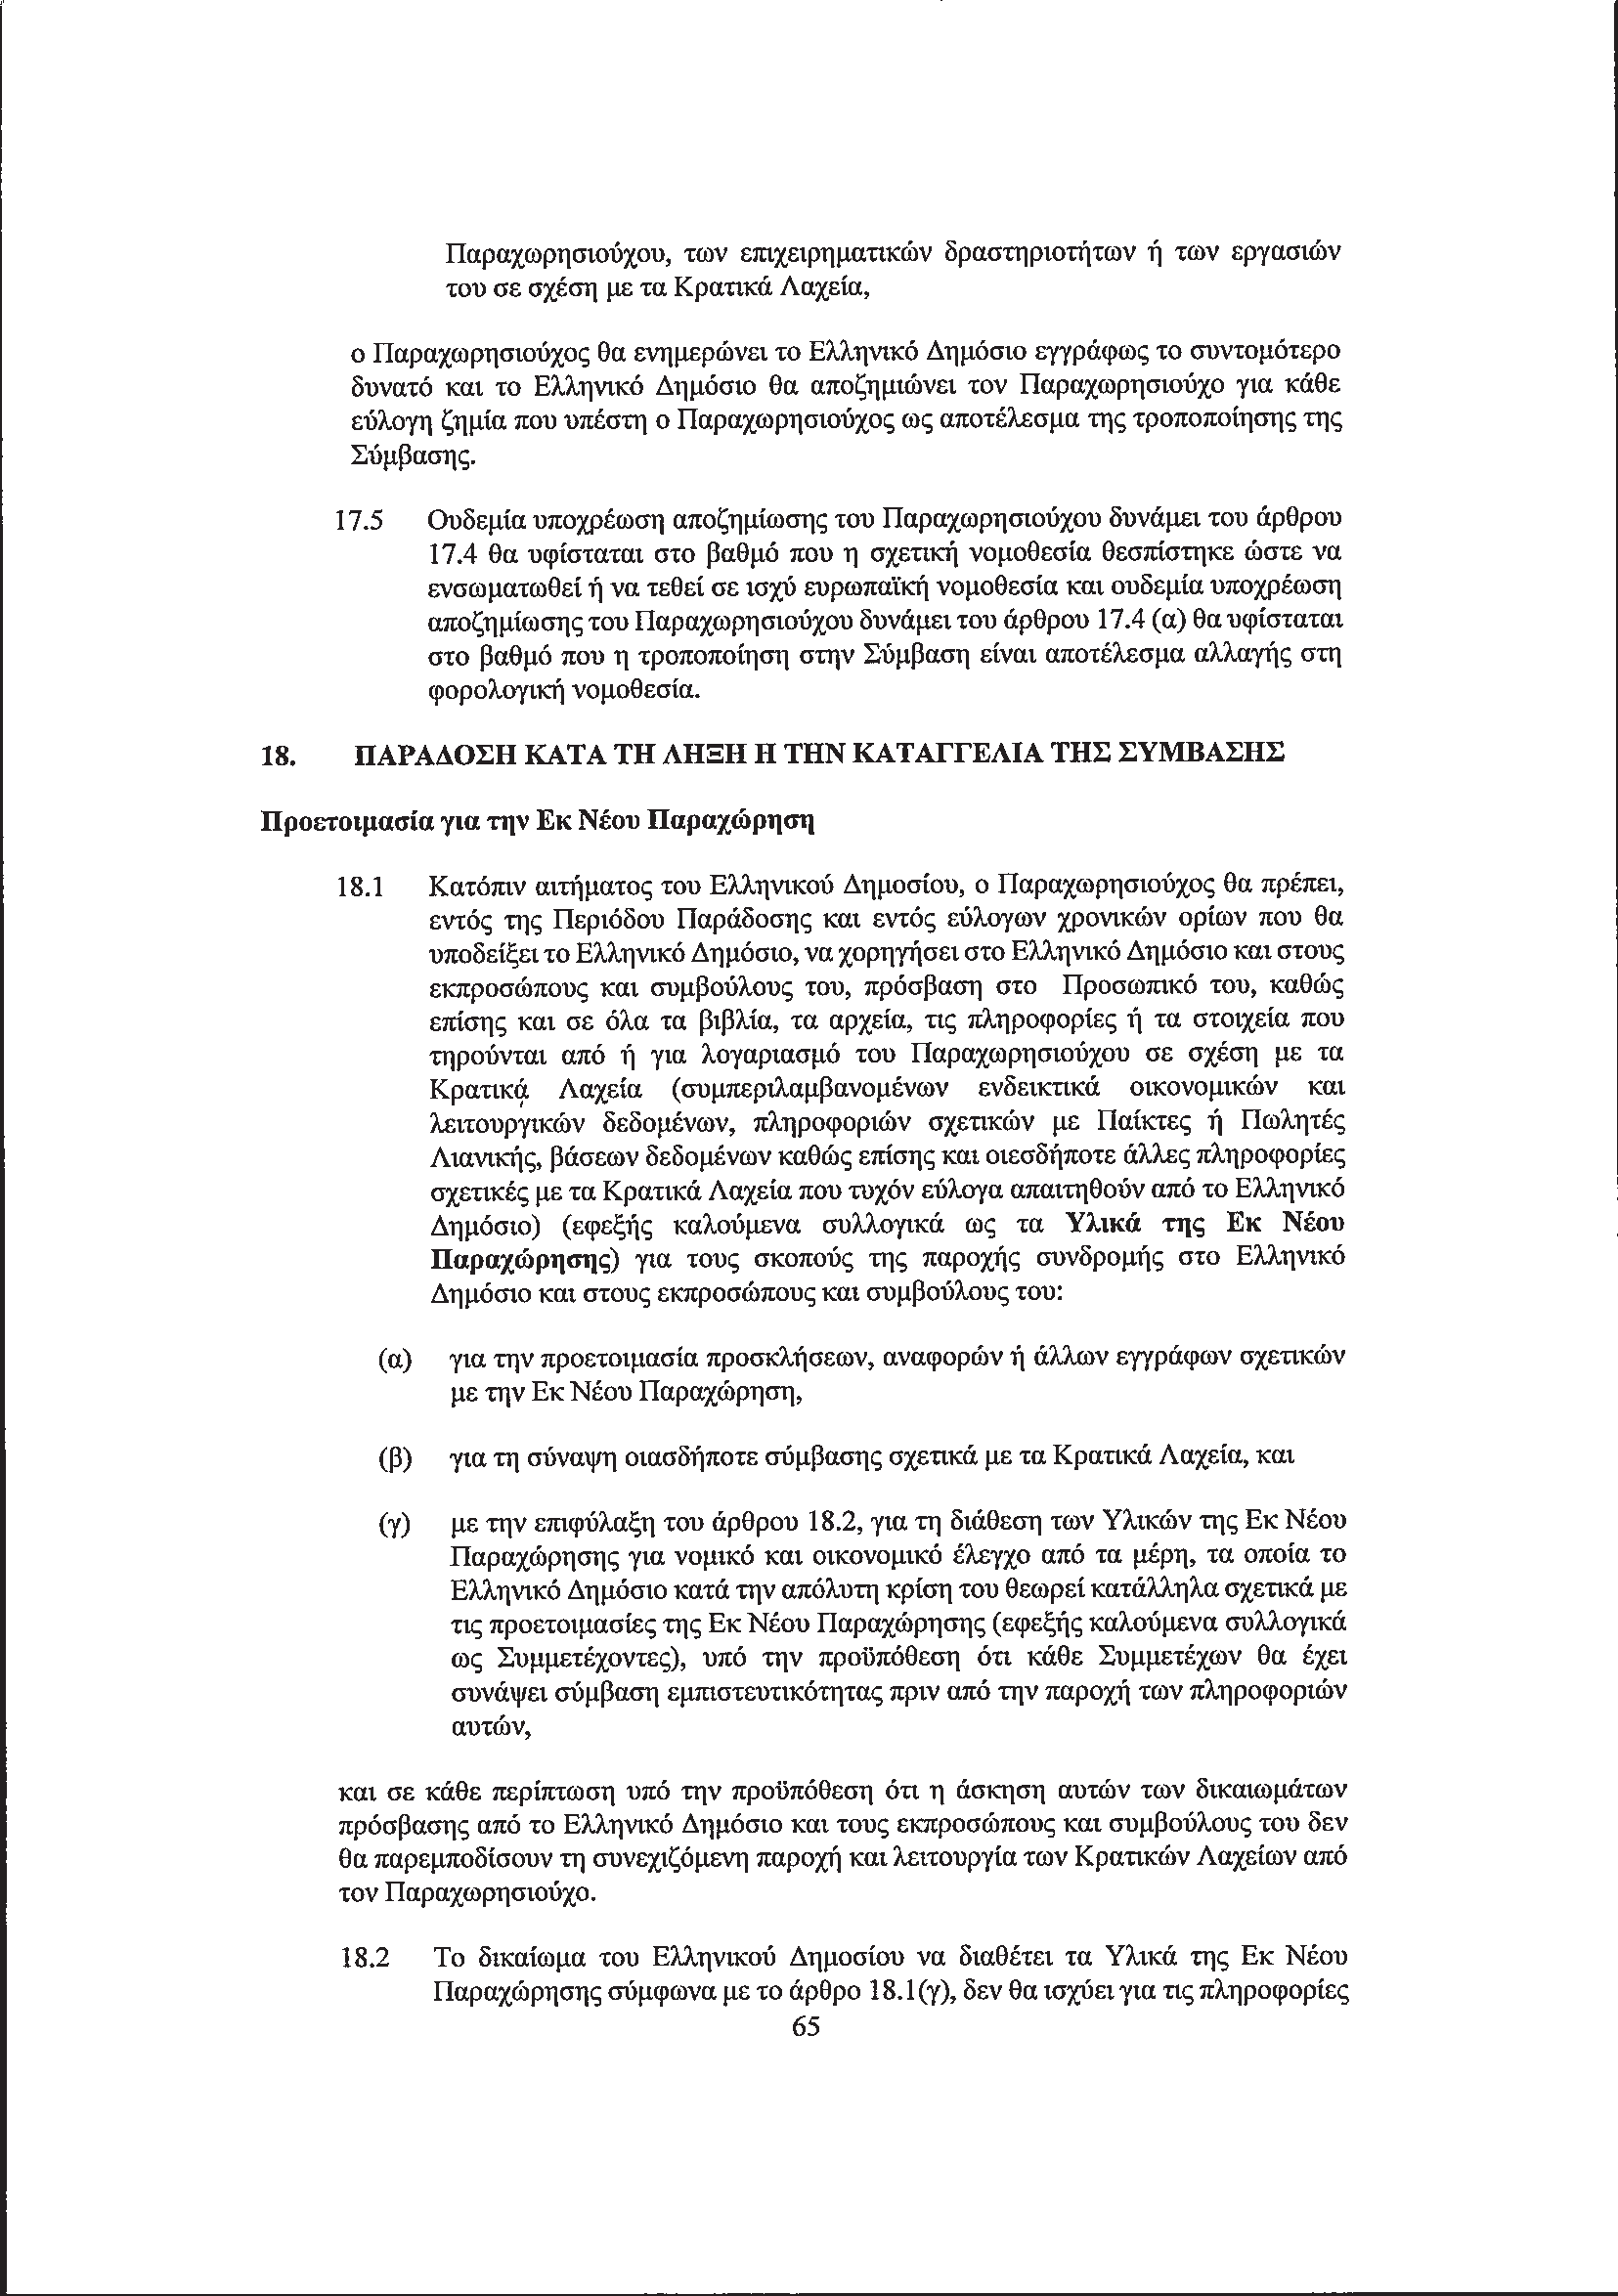 Παραχωρησιούχου, των επιχειρηματικών δραστηριοτήτων ή των εργασιών
του σε σχέση με τα Κρατικά Λαχεία,
ο Παραχωρησιούχος θα ενημερώνει το Ελληνικό Δημόσιο εγγράφως το συντομότερο
δυνατό και το Ελληνικό Δημόσιο θα αποζημιώνει τον Παραχωρησιούχο για κάθε
εύλογη ζημία που υπέστη ο Παραχωρησιούχος ως αποτέλεσμα της τροποποίησης της
Σύμβασης.
17.5 Ουδεμία υποχρέωση αποζημίωσης του Παραχωρησιούχου δυνάμει του άρθρου
17.4 θα υφίσταται στο βαθμό που η σχετική νομοθεσία θεσπίστηκε ώστε να
ενσωματωθεί ή να τεθεί σε ισχύ ευρωπαϊκή νομοθεσία και ουδεμία υποχρέωση
αποζημίωσης του Παραχωρησιούχου δυνάμει του άρθρου 17.4 (α) θα υφίσταται
στο βαθμό που η τροποποίηση στην Σύμβαση είναι αποτέλεσμα αλλαγής στη
φορολογική νομοθεσία.
18. ΠΑΡΑΔΟΣΗ ΚΑΤΑ ΤΗ ΛΗΞΗ Η ΤΗΝ ΚΑΤΑΓΓΕΛΙΑ ΤΗΣ ΣΥΜΒΑΣΗΣ
Προετοιμασία για την Εκ Νέου Παραχώρηση
18.1 Κατόπιν αιτήματος του Ελληνικού Δημοσίου, ο Παραχωρησιούχος θα πρέπει,
εντός της Περιόδου Παράδοσης και εντός εύλογων χρονικών ορίων που θα
υποδείξει το Ελληνικό Δημόσιο, να χορηγήσει στο Ελληνικό Δημόσιο και στους
εκπροσώπους και συμβούλους του, πρόσβαση στο Προσωπικό του, καθώς
επίσης και σε όλα τα βιβλία, τα αρχεία, τις πληροφορίες ή τα στοιχεία που
τηρούνται από ή για λογαριασμό του Παραχωρησιούχου σε σχέση με τα
Κρατικά Λαχεία (συμπεριλαμβανομένων ενδεικτικά οικονομικών και
λειτουργικών δεδομένων, πληροφοριών σχετικών με Παίκτες ή Πωλητές
Λιανικής, βάσεων δεδομένων καθώς επίσης και οιεσδήποτε άλλες πληροφορίες
σχετικές με τα Κρατικά Λαχεία που τυχόν εύλογα απαιτηθούν από το Ελληνικό
Δημόσιο) (εφεξής καλούμενα συλλογικά ως τα Υλικά της Εκ Νέου
Παραχώρησης) για τους σκοπούς της παροχής συνδρομής στο Ελληνικό
Δημόσιο και στους εκπροσώπους και συμβούλους του:
(α) για την προετοιμασία προσκλήσεων, αναφορών ή άλλων εγγράφων σχετικών
με την Εκ Νέου Παραχώρηση,
(β) για τη σύναψη οιασδήποτε σύμβασης σχετικά με τα Κρατικά Λαχεία, και
(γ) με την επιφύλαξη του άρθρου 18.2, για τη διάθεση των Υλικών της Εκ Νέου
Παραχώρησης για νομικό και οικονομικό έλεγχο από τα μέρη, τα οποία το
Ελληνικό Δημόσιο κατά την απόλυτη κρίση του θεωρεί κατάλληλα σχετικά με
τις προετοιμασίες της Εκ Νέου Παραχώρησης (εφεξής καλούμενα συλλογικά
ως Συμμετέχοντες), υπό την προϋπόθεση ότι κάθε Συμμετέχων θα έχει
συνάψει σύμβαση εμπιστευτικότητας πριν από την παροχή των πληροφοριών
αυτών,
και σε κάθε περίπτωση υπό την προϋπόθεση ότι η άσκηση αυτών των δικαιωμάτων
πρόσβασης από το Ελληνικό Δημόσιο και τους εκπροσώπους και συμβούλους του δεν
θα παρεμποδίσουν τη συνεχιζόμενη παροχή και λειτουργία των Κρατικών Λαχείων από
τον Παραχωρησιούχο.
18.2 Το δικαίωμα του Ελληνικού Δημοσίου να διαθέτει τα Υλικά της Εκ Νέου
Παραχώρησης σύμφωνα με το άρθρο 18.1(γ), δεν θα ισχύει για τις πληροφορίες
65